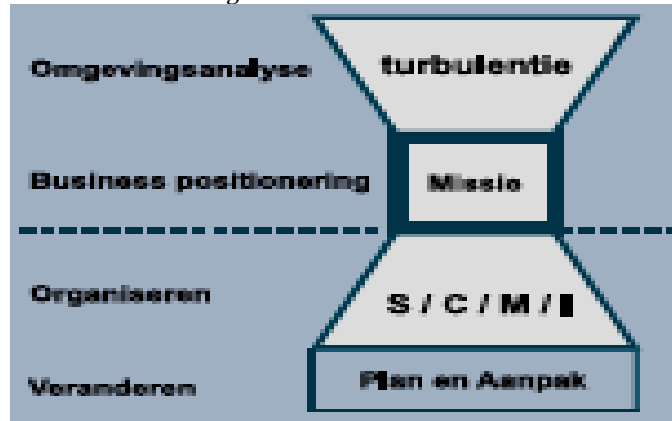 Omgevingsanalyse turbulentie
Business positionering Missie
Organiseren S / C / M / I
Veranderen Plan en Aanpak